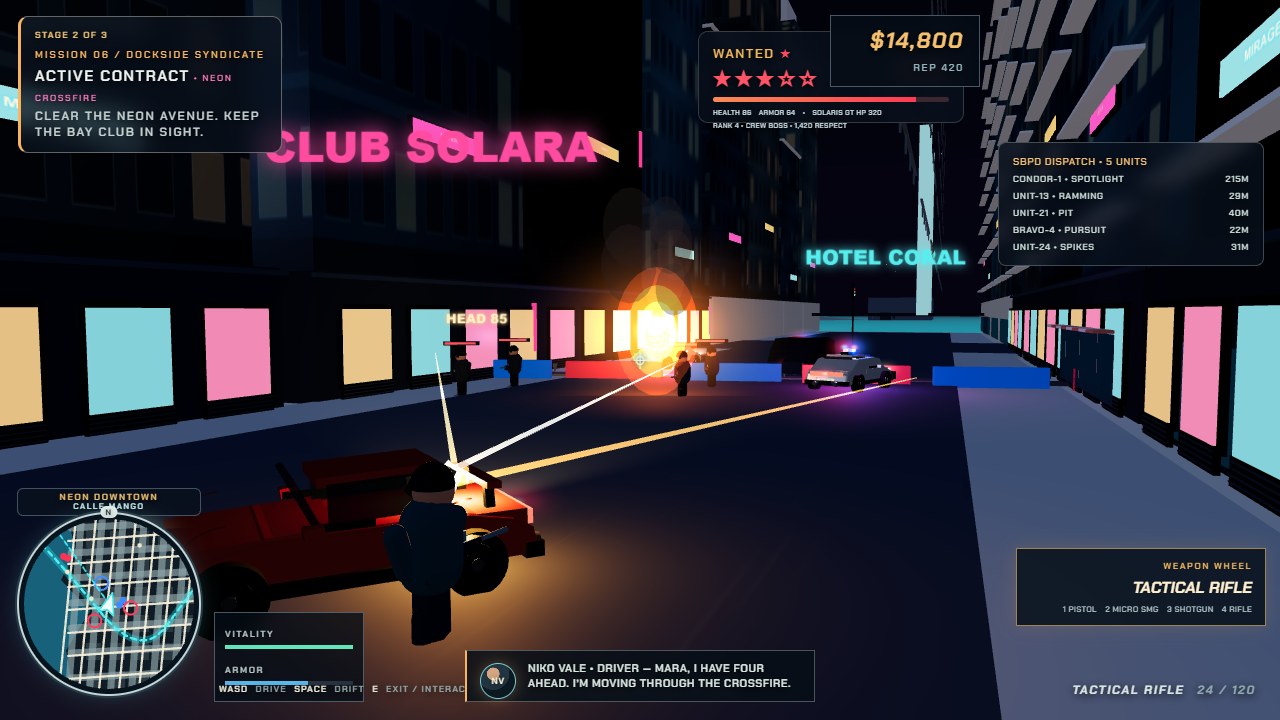 STAGE 2 OF 3
MISSION 06 / DOCKSIDE SYNDICATE
ACTIVE CONTRACT • NEON
CROSSFIRE
CLEAR THE NEON AVENUE. KEEP
THE BAY CLUB IN SIGHT.
WANTED ★
★★★☆☆
HEALTH 86 ARMOR 64 • SOLARIS GT HP 320
RANK 4 • CREW BOSS • 1,420 RESPECT
$14,800
REP 420
SBPD DISPATCH • 5 UNITS
CONDOR-1 • SPOTLIGHT 215M
UNIT-13 • RAMMING 29M
UNIT-21 • PIT 40M
BRAVO-4 • PURSUIT 22M
UNIT-24 • SPIKES 31M
CLUB SOLARA
HOTEL CORAL
HEAD 85
NEON DOWNTOWN
CALLE MANGO
N
VITALITY
ARMOR
WASD DRIVE SPACE DRIFT E EXIT / INTERAC
NV
NIKO VALE • DRIVER — MARA, I HAVE FOUR
AHEAD. I'M MOVING THROUGH THE CROSSFIRE.
WEAPON WHEEL
TACTICAL RIFLE
1 PISTOL 2 MICRO SMG 3 SHOTGUN 4 RIFLE
TACTICAL RIFLE 24 / 120